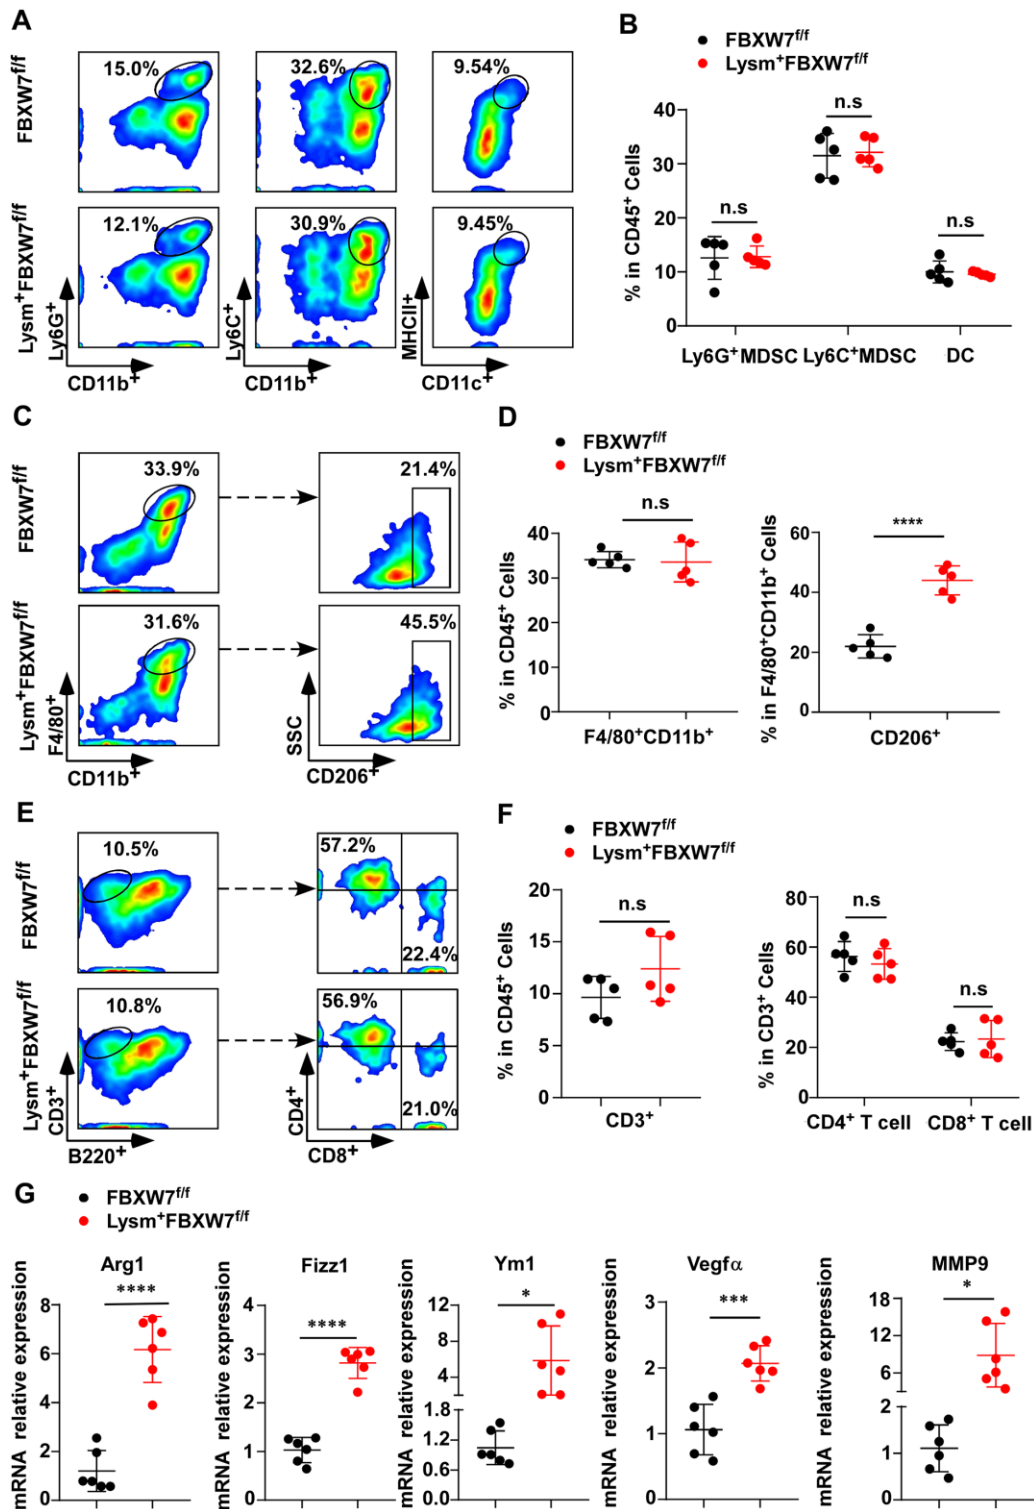 A
FBXW7f/f
15.0%
32.6%
9.54%
Lysm+FBXW7f/f
12.1%
30.9%
9.45%
Ly6G+
Ly6C+
MHCII+
CD11b+
CD11b+
CD11c+
B
FBXW7f/f
Lysm+FBXW7f/f
% in CD45+ Cells
40
30
20
10
0
n.s
n.s
n.s
Ly6G+MDSC
Ly6C+MDSC
DC
C
FBXW7f/f
33.9%
21.4%
Lysm+FBXW7f/f
31.6%
45.5%
F4/80+
SSC
CD11b+
CD206+
D
FBXW7f/f
Lysm+FBXW7f/f
% in CD45+ Cells
40
30
20
10
0
n.s
F4/80+CD11b+
% in F4/80+CD11b+ Cells
60
40
20
0
****
CD206+
E
FBXW7f/f
10.5%
57.2%
22.4%
Lysm+FBXW7f/f
10.8%
56.9%
21.0%
CD3+
CD4+
B220+
CD8+
F
FBXW7f/f
Lysm+FBXW7f/f
% in CD45+ Cells
20
15
10
5
0
n.s
CD3+
% in CD3+ Cells
80
60
40
20
0
n.s
n.s
CD4+ T cell
CD8+ T cell
G
FBXW7f/f
Lysm+FBXW7f/f
Arg1
mRNA relative expression
8
6
4
2
0
****
Fizz1
mRNA relative expression
4
3
2
1
0
****
Ym1
mRNA relative expression
12
9
6
3
1.8
1.2
0.6
0.0
*
Vegfα
mRNA relative expression
3
2
1
0
***
MMP9
mRNA relative expression
18
12
6
2
1
0
*